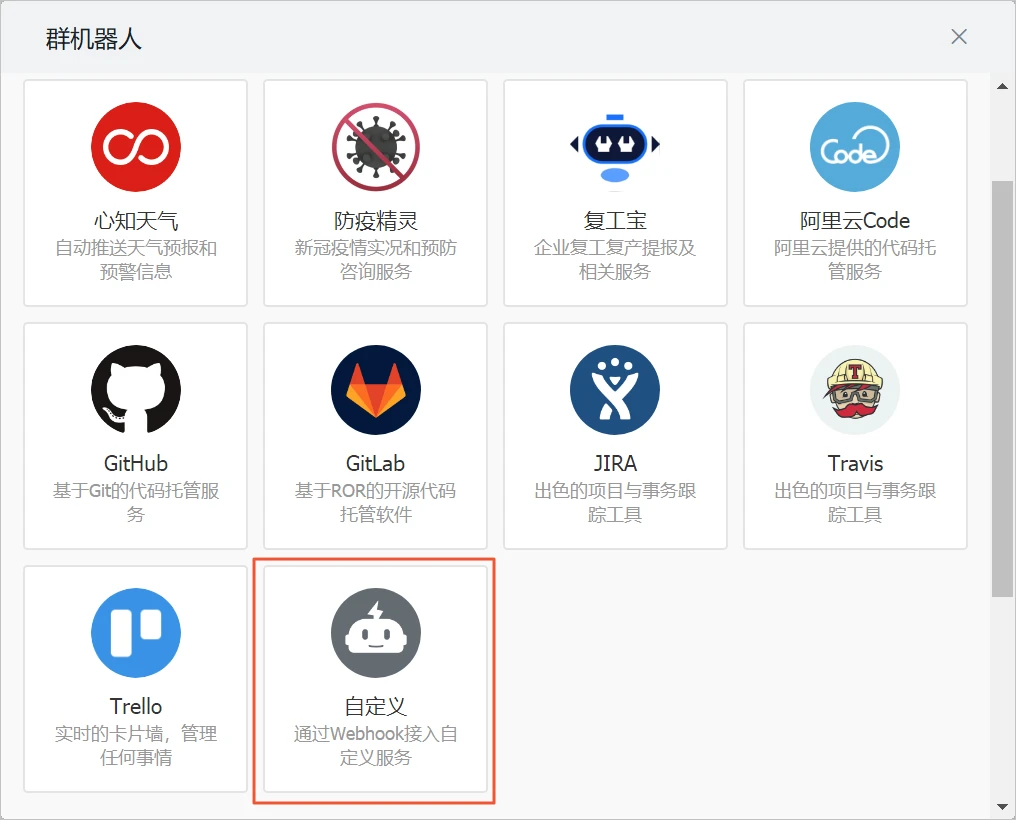 群机器人
心知天气
自动推送天气预报和
预警信息
防疫精灵
新冠疫情实况和预防
咨询服务
复工宝
企业复工复产提报及
相关服务
Code
阿里云Code
阿里云提供的代码托
管服务
GitHub
基于Git的代码托管服
务
GitLab
基于ROR的开源代码
托管软件
JIRA
出色的项目与事务跟
踪工具
T
Travis
出色的项目与事务跟
踪工具
Trello
实时的卡片墙，管理
任何事情
自定义
通过Webhook接入自
定义服务